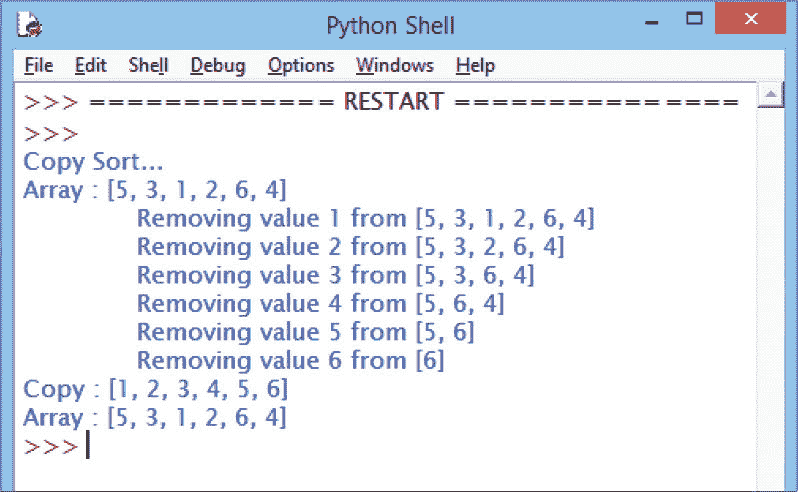 Python Shell
File Edit Shell Debug Options Windows Help
>>> ============= RESTART ===============
>>>
Copy Sort...
Array : [5, 3, 1, 2, 6, 4]
Removing value 1 from [5, 3, 1, 2, 6, 4]
Removing value 2 from [5, 3, 2, 6, 4]
Removing value 3 from [5, 3, 6, 4]
Removing value 4 from [5, 6, 4]
Removing value 5 from [5, 6]
Removing value 6 from [6]
Copy : [1, 2, 3, 4, 5, 6]
Array : [5, 3, 1, 2, 6, 4]
>>>